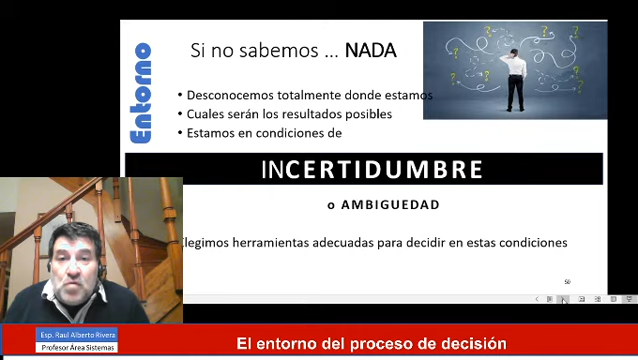 Entorno
Si no sabemos ... NADA
• Desconocemos totalmente donde estamos
• Cuales serán los resultados posibles
• Estamos en condiciones de
INCERTIDUMBRE
o AMBIGUEDAD
Elegimos herramientas adecuadas para decidir en estas condiciones
50
Esp. Raul Alberto Rivera
Profesor Área Sistemas
El entorno del proceso de decisión